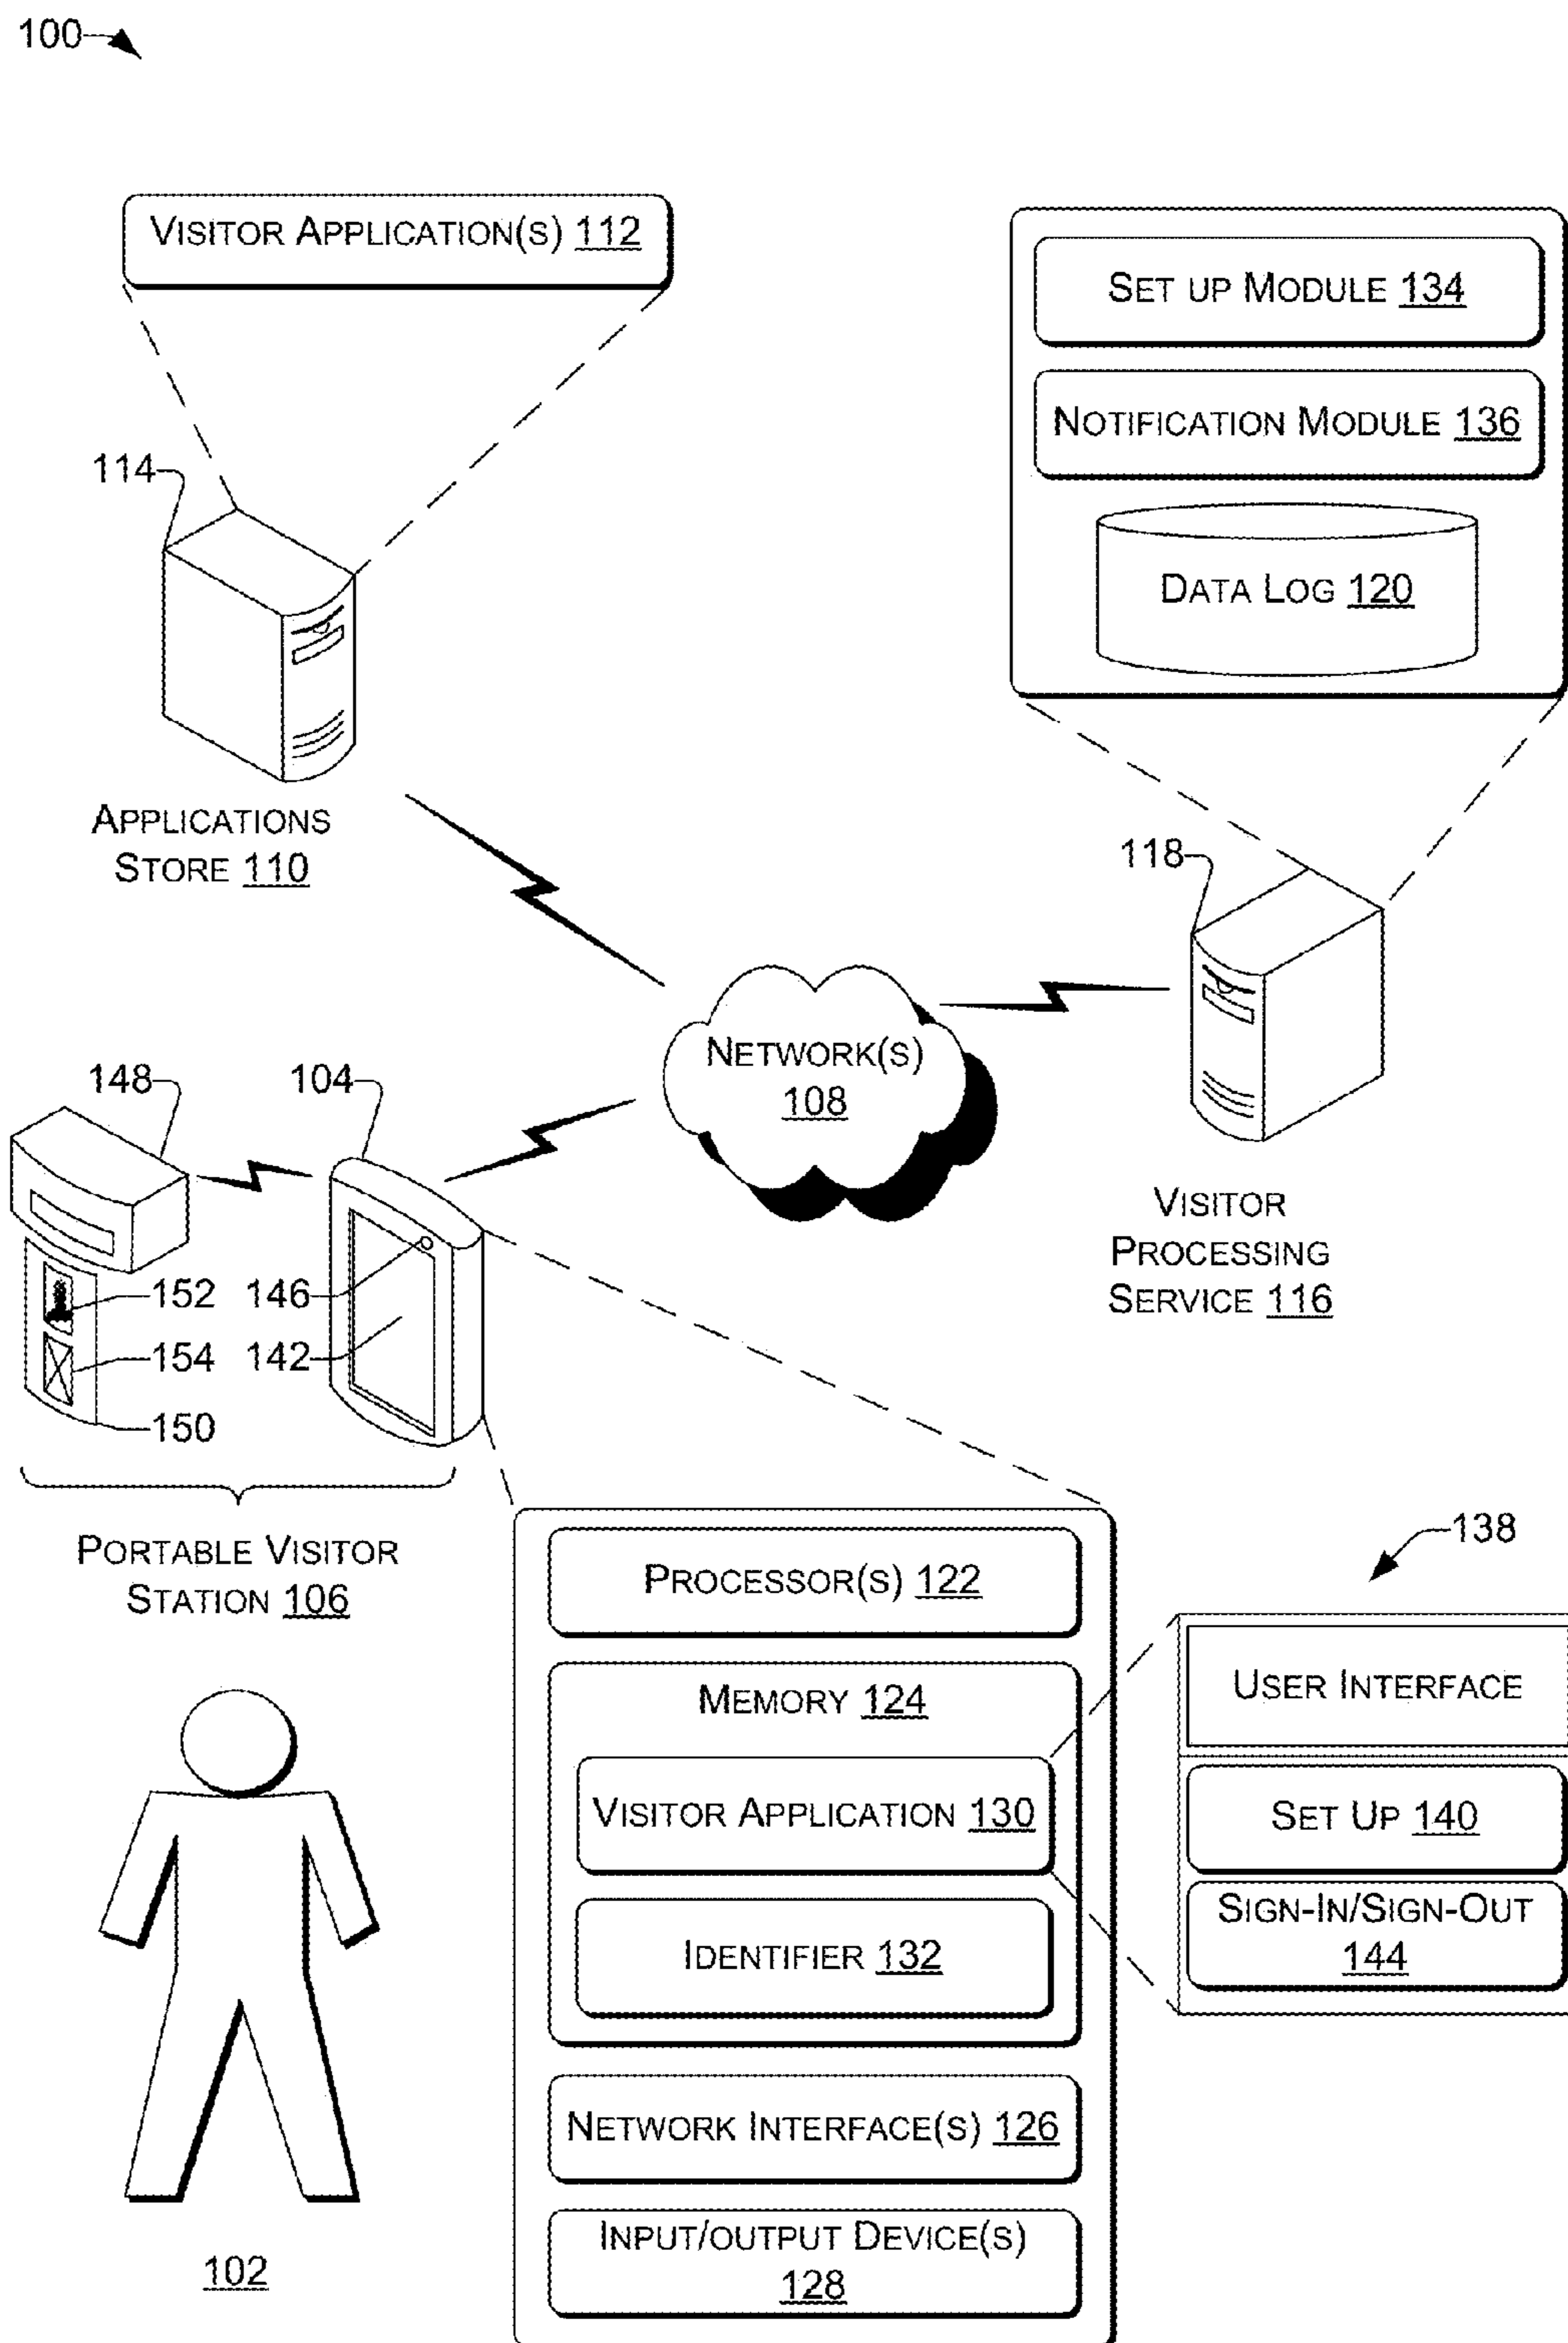 100
VISITOR APPLICATION(S) 112
SET UP MODULE 134
NOTIFICATION MODULE 136
DATA LOG 120
114
APPLICATIONS
STORE 110
118
NETWORK(S)
108
VISITOR
PROCESSING
SERVICE 116
148
104
152
146
154
142
150
PORTABLE VISITOR
STATION 106
PROCESSOR(S) 122
MEMORY 124
VISITOR APPLICATION 130
IDENTIFIER 132
NETWORK INTERFACE(S) 126
INPUT/OUTPUT DEVICE(S)
128
138
USER INTERFACE
SET UP 140
SIGN-IN/SIGN-OUT
144
102